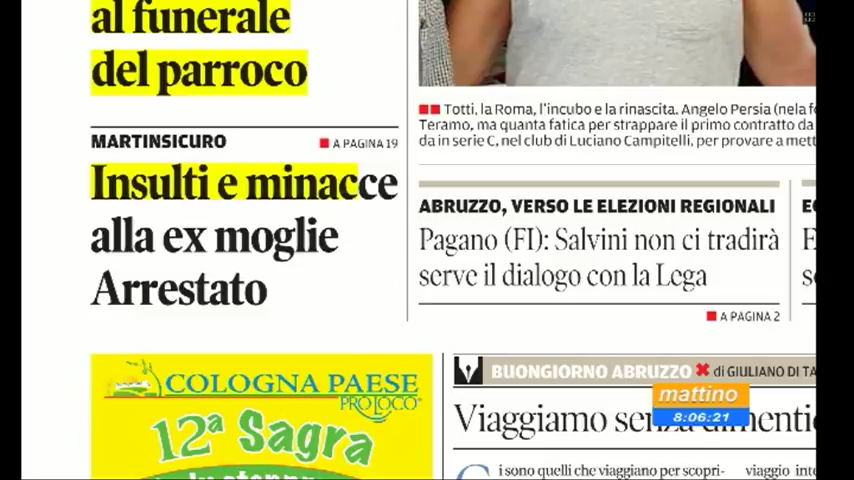 al funerale
del parroco
MARTINSICURO
A PAGINA 19
Insulti e minacce
alla ex moglie
Arrestato
Totti, la Roma, l'incubo e la rinascita. Angelo Persia (nela fo
Teramo, ma quanta fatica per strappare il primo contratto da
da in serie C, nel club di Luciano Campitelli, per provare a mett
ABRUZZO, VERSO LE ELEZIONI REGIONALI
Pagano (FI): Salvini non ci tradirà
serve il dialogo con la Lega
A PAGINA 2
COLOGNA PAESE
PRO LOCO
12ª Sagra
BUONGIORNO ABRUZZO
di GIULIANO DI TA
mattino
8:06:21
Viaggiamo
Ci sono quelli che viaggiano per scopri-
viaggio inte